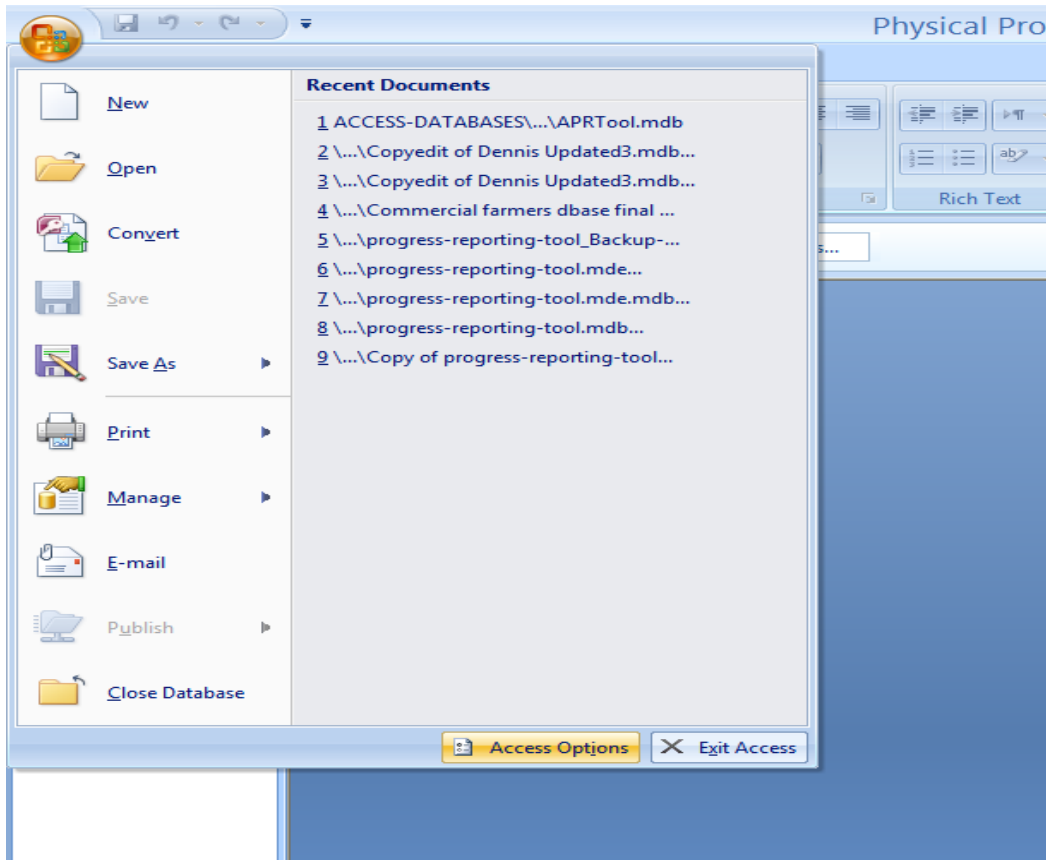 Physical Pro
New
Open
Convert
Save
Save As
Print
Manage
E-mail
Publish
Close Database
Recent Documents
1 ACCESS-DATABASES\...\APRTool.mdb
2 \...\Copyedit of Dennis Updated3.mdb...
3 \...\Copyedit of Dennis Updated3.mdb...
4 \...\Commercial farmers dbase final ...
5 \...\progress-reporting-tool_Backup-...
6 \...\progress-reporting-tool.mde...
7 \...\progress-reporting-tool.mde.mdb...
8 \...\progress-reporting-tool.mdb...
9 \...\Copy of progress-reporting-tool...
Access Options
Exit Access
ab
Rich Text
s...